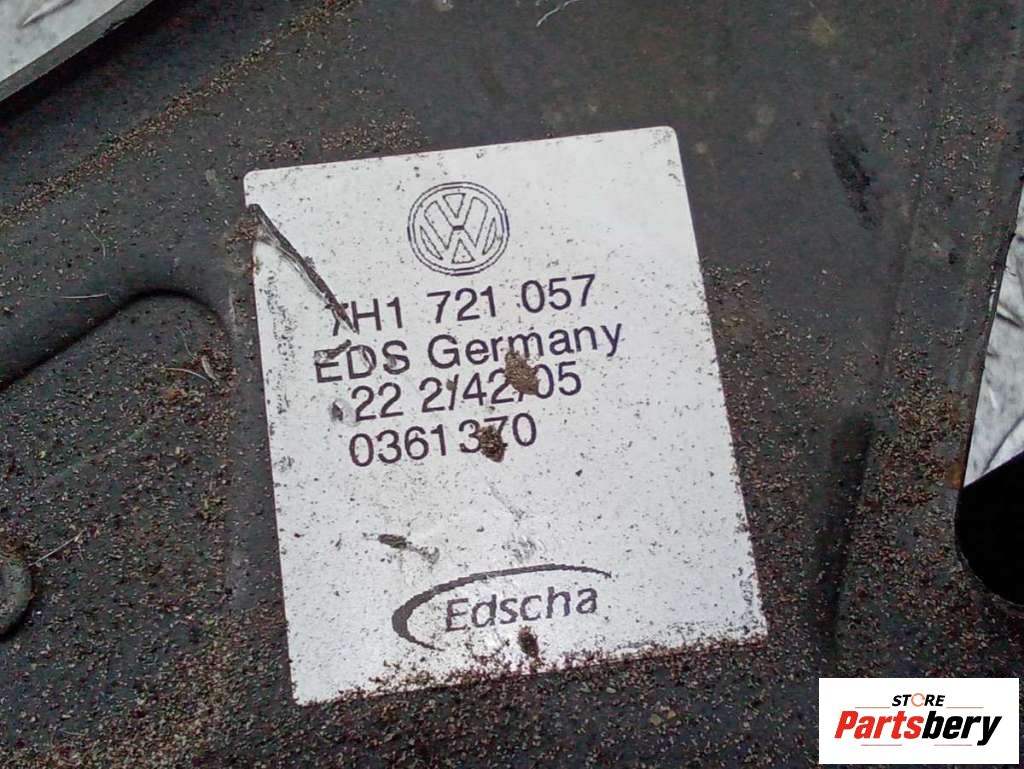 7H1 721 057
EDS Germany
22 2/42/05
0361370
Edscha
STORE
Partsbery